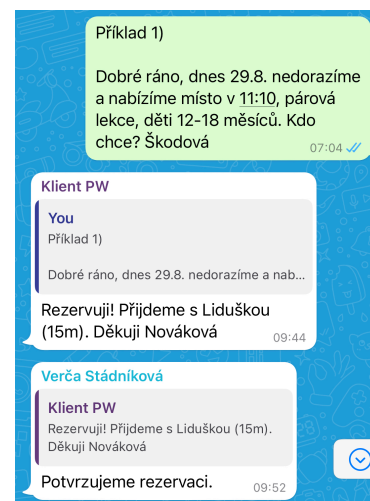 Příklad 1)
Dobré ráno, dnes 29.8. nedorazíme
a nabízíme místo v 11:10, párová
lekce, děti 12-18 měsíců. Kdo
chce? Škodová
07:04
Klient PW
You
Příklad 1)
Dobré ráno, dnes 29.8. nedorazíme a nab...
Rezervuji! Přijdeme s Liduškou
(15m). Děkuji Nováková
09:44
Verča Stádníková
Klient PW
Rezervuji! Přijdeme s Liduškou (15m).
Děkuji Nováková
Potvrzujeme rezervaci.
09:52